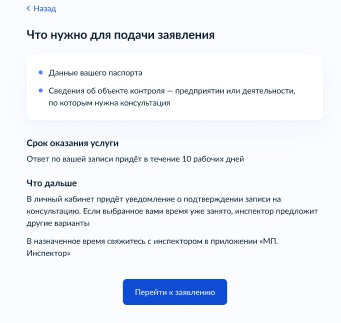 Назад
Что нужно для подачи заявления
Данные вашего паспорта
Сведения об объекте контроля — предприятии или деятельности,
по которым нужна консультация
Срок оказания услуги
Ответ по вашей записи придёт в течение 10 рабочих дней
Что дальше
В личный кабинет придёт уведомление о подтверждении записи на
консультацию. Если выбранное вами время уже занято, инспектор предложит
другие варианты
В назначенное время свяжитесь с инспектором в приложении «МП.
Инспектор»
Перейти к заявлению